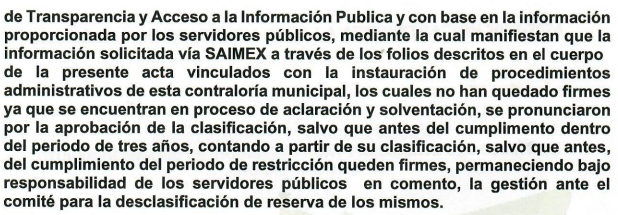 de Transparencia y Acceso a la Información Publica y con base en la información
proporcionada por los servidores públicos, mediante la cual manifiestan que la
información solicitada vía SAIMEX a través de los folios descritos en el cuerpo
de la presente acta vinculados con la instauración de procedimientos
administrativos de esta contraloría municipal, los cuales no han quedado firmes
ya que se encuentran en proceso de aclaración y solventación, se pronunciaron
por la aprobación de la clasificación, salvo que antes del cumplimento dentro
del periodo de tres años, contando a partir de su clasificación, salvo que antes,
del cumplimiento del periodo de restricción queden firmes, permaneciendo bajo
responsabilidad de los servidores públicos en comento, la gestión ante el
comité para la desclasificación de reserva de los mismos.